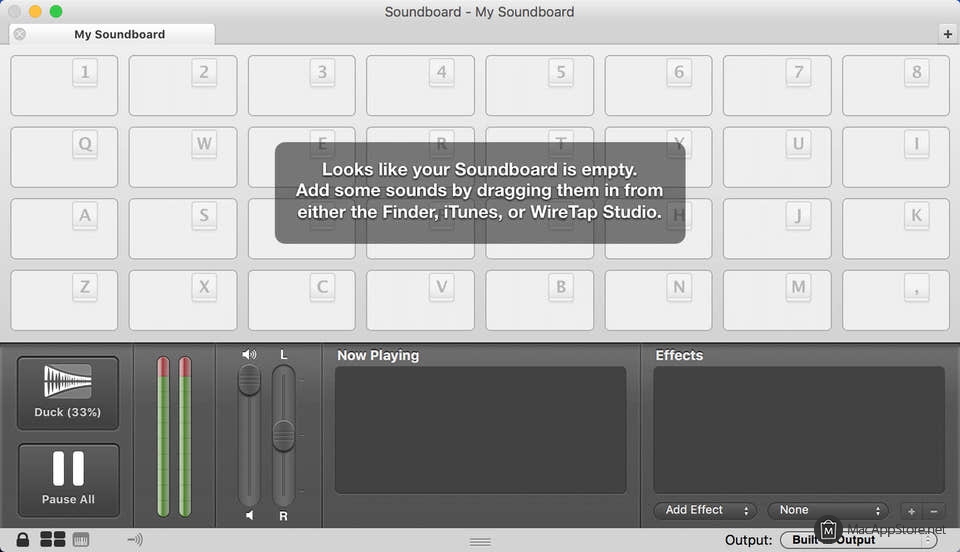 Soundboard - My Soundboard
My Soundboard
+
1 2 3 4 5 6 7 8
Q W E R T Y U I
Looks like your Soundboard is empty.
Add some sounds by dragging them in from
either the Finder, iTunes, or WireTap Studio.
A S H J K
Z X C V B N M ,
L
Now Playing
Effects
Duck (33%)
Pause All
R
Add Effect
None
+ −
Output:
Built
Output
MacAppStore.net